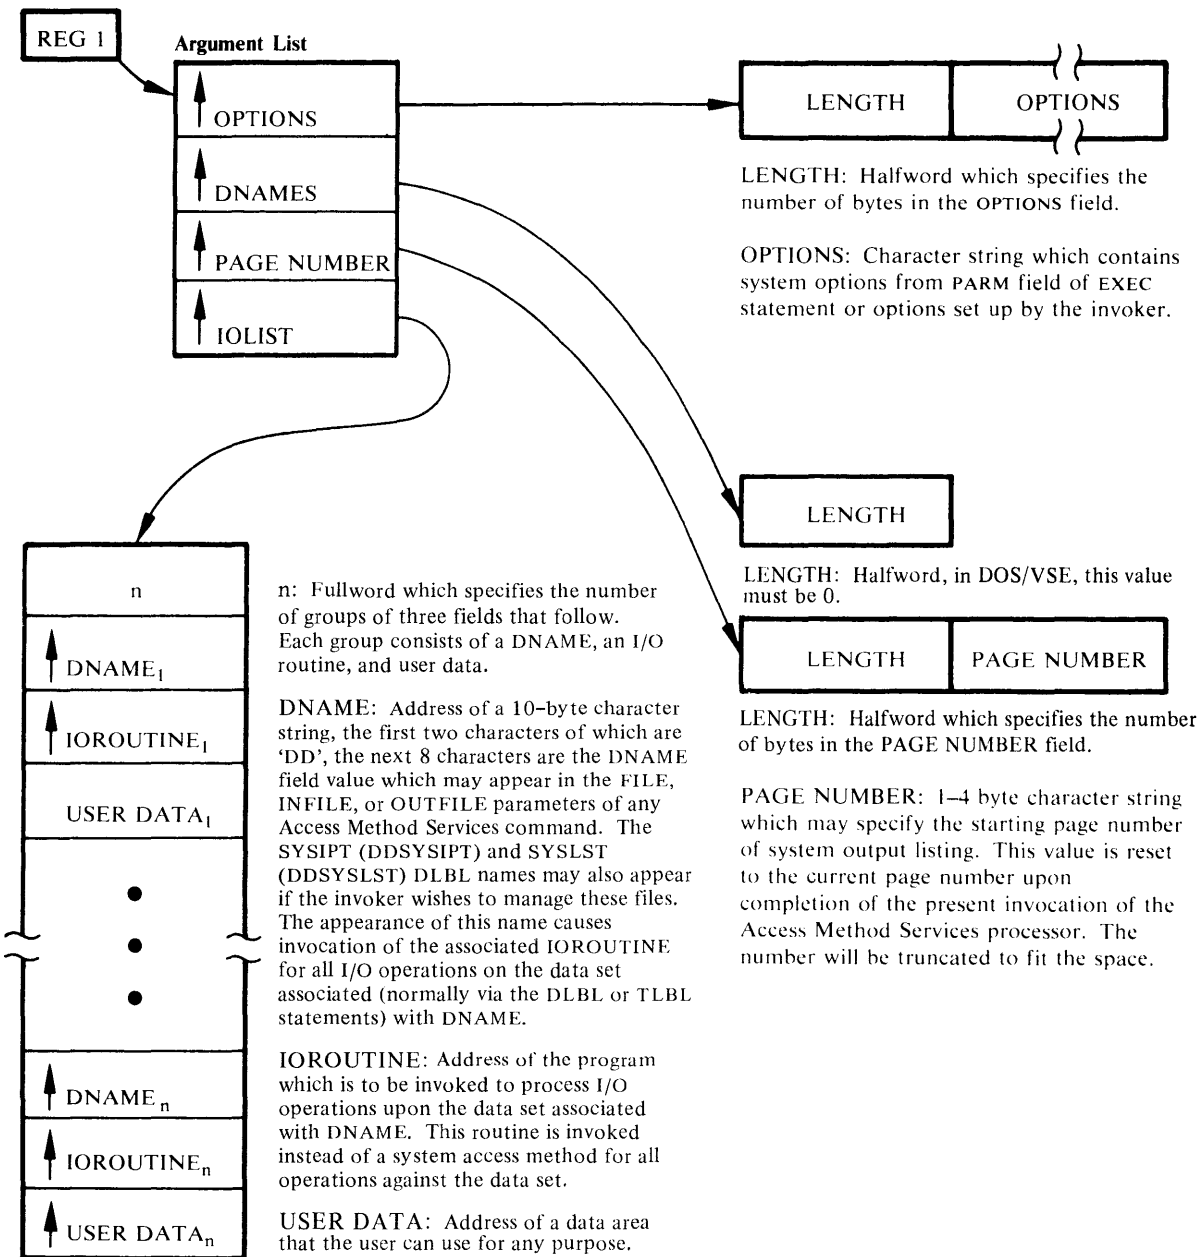 REG 1
Argument List
OPTIONS
DNAMES
PAGE NUMBER
IOLIST
LENGTH
OPTIONS
LENGTH: Halfword which specifies the
number of bytes in the OPTIONS field.
OPTIONS: Character string which contains
system options from PARM field of EXEC
statement or options set up by the invoker.
LENGTH
LENGTH: Halfword, in DOS/VSE, this value
must be 0.
LENGTH
PAGE NUMBER
LENGTH: Halfword which specifies the number
of bytes in the PAGE NUMBER field.
PAGE NUMBER: 1–4 byte character string
which may specify the starting page number
of system output listing. This value is reset
to the current page number upon
completion of the present invocation of the
Access Method Services processor. The
number will be truncated to fit the space.
n
DNAME₁
IOROUTINE₁
USER DATA₁
DNAMEₙ
IOROUTINEₙ
USER DATAₙ
n: Fullword which specifies the number
of groups of three fields that follow.
Each group consists of a DNAME, an I/O
routine, and user data.
DNAME: Address of a 10–byte character
string, the first two characters of which are
‘DD’, the next 8 characters are the DNAME
field value which may appear in the FILE,
INFILE, or OUTFILE parameters of any
Access Method Services command. The
SYSIPT (DDSYSIPT) and SYSLST
(DDSYSLST) DLBL names may also appear
if the invoker wishes to manage these files.
The appearance of this name causes
invocation of the associated IOROUTINE
for all I/O operations on the data set
associated (normally via the DLBL or TLBL
statements) with DNAME.
IOROUTINE: Address of the program
which is to be invoked to process I/O
operations upon the data set associated
with DNAME. This routine is invoked
instead of a system access method for all
operations against the data set.
USER DATA: Address of a data area
that the user can use for any purpose.